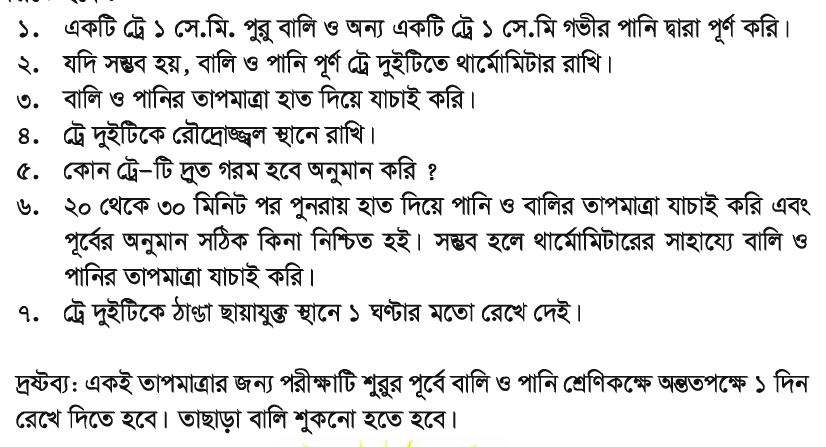 ১. একটি ট্রে ১ সে.মি. পুরু বালি ও অন্য একটি ট্রে ১ সে.মি গভীর পানি দ্বারা পূর্ণ করি।
২. যদি সম্ভব হয়, বালি ও পানি পূর্ণ ট্রে দুইটিতে থার্মোমিটার রাখি।
৩. বালি ও পানির তাপমাত্রা হাত দিয়ে যাচাই করি।
৪. ট্রে দুইটিকে রৌদ্রোজ্জ্বল স্থানে রাখি।
৫. কোন ট্রে–টি দ্রুত গরম হবে অনুমান করি ?
৬. ২০ থেকে ৩০ মিনিট পর পুনরায় হাত দিয়ে পানি ও বালির তাপমাত্রা যাচাই করি এবং
পূর্বের অনুমান সঠিক কিনা নিশ্চিত হই। সম্ভব হলে থার্মোমিটারের সাহায্যে বালি ও
পানির তাপমাত্রা যাচাই করি।
৭. ট্রে দুইটিকে ঠাণ্ডা ছায়াযুক্ত স্থানে ১ ঘণ্টার মতো রেখে দেই।
দ্রষ্টব্য: একই তাপমাত্রার জন্য পরীক্ষাটি শুরুর পূর্বে বালি ও পানি শ্রেণিকক্ষে অন্ততপক্ষে ১ দিন
রেখে দিতে হবে। তাছাড়া বালি শুকনো হতে হবে।